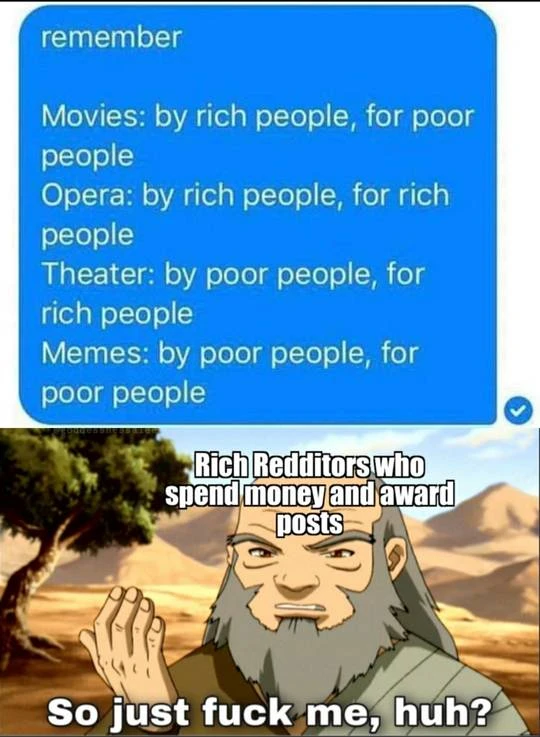 remember
Movies: by rich people, for poor
people
Opera: by rich people, for rich
people
Theater: by poor people, for
rich people
Memes: by poor people, for
poor people
Rich Redditors who
spend money and award
posts
So just fuck me, huh?